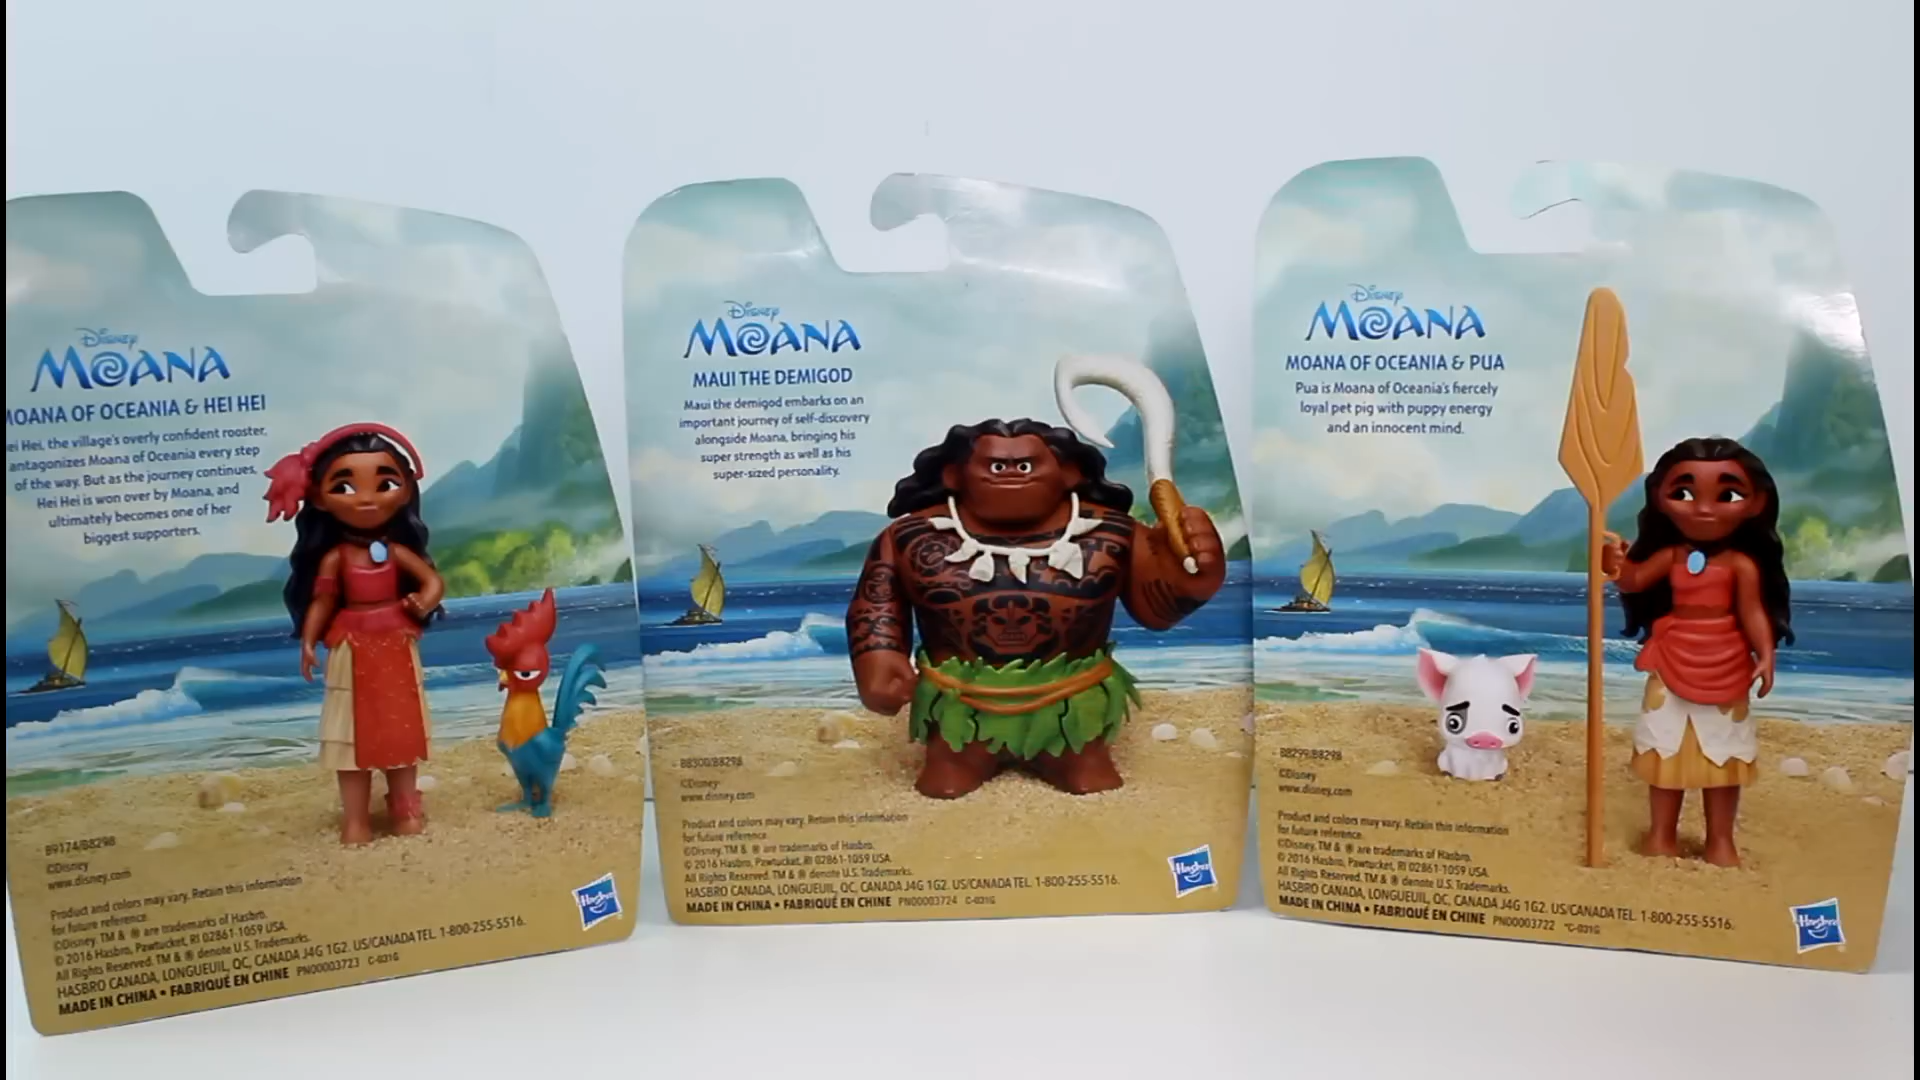 Disney
MOANA
MOANA OF OCEANIA & HEI HEI
Hei Hei, the village's overly confident rooster,
antagonizes Moana of Oceania every step
of the way. But as the journey continues,
Hei Hei is won over by Moana, and
ultimately becomes one of her
biggest supporters.
B9174/B8298
©Disney
www.disney.com
Product and colors may vary. Retain this information
for future reference.
©Disney. TM & ® are trademarks of Hasbro.
© 2016 Hasbro, Pawtucket, RI 02861-1059 USA.
All Rights Reserved. TM & ® denote U.S. Trademarks.
HASBRO CANADA, LONGUEUIL, QC, CANADA J4G 1G2. US/CANADA TEL. 1-800-255-5516.
MADE IN CHINA • FABRIQUÉ EN CHINE PN00003723 C-031G
Hasbro
Disney
MOANA
MAUI THE DEMIGOD
Maui the demigod embarks on an
important journey of self-discovery
alongside Moana, bringing his
super strength as well as his
super-sized personality.
B8300/B8298
©Disney
www.disney.com
Product and colors may vary. Retain this information
for future reference.
©Disney. TM & ® are trademarks of Hasbro.
© 2016 Hasbro, Pawtucket, RI 02861-1059 USA.
All Rights Reserved. TM & ® denote U.S. Trademarks.
HASBRO CANADA, LONGUEUIL, QC, CANADA J4G 1G2. US/CANADA TEL. 1-800-255-5516.
MADE IN CHINA • FABRIQUÉ EN CHINE PN00003724 C-031G
Hasbro
Disney
MOANA
MOANA OF OCEANIA & PUA
Pua is Moana of Oceania's fiercely
loyal pet pig with puppy energy
and an innocent mind.
B8299/B8298
©Disney
www.disney.com
Product and colors may vary. Retain this information
for future reference.
©Disney. TM & ® are trademarks of Hasbro.
© 2016 Hasbro, Pawtucket, RI 02861-1059 USA.
All Rights Reserved. TM & ® denote U.S. Trademarks.
HASBRO CANADA, LONGUEUIL, QC, CANADA J4G 1G2. US/CANADA TEL. 1-800-255-5516.
MADE IN CHINA • FABRIQUÉ EN CHINE PN00003722 C-031G
Hasbro